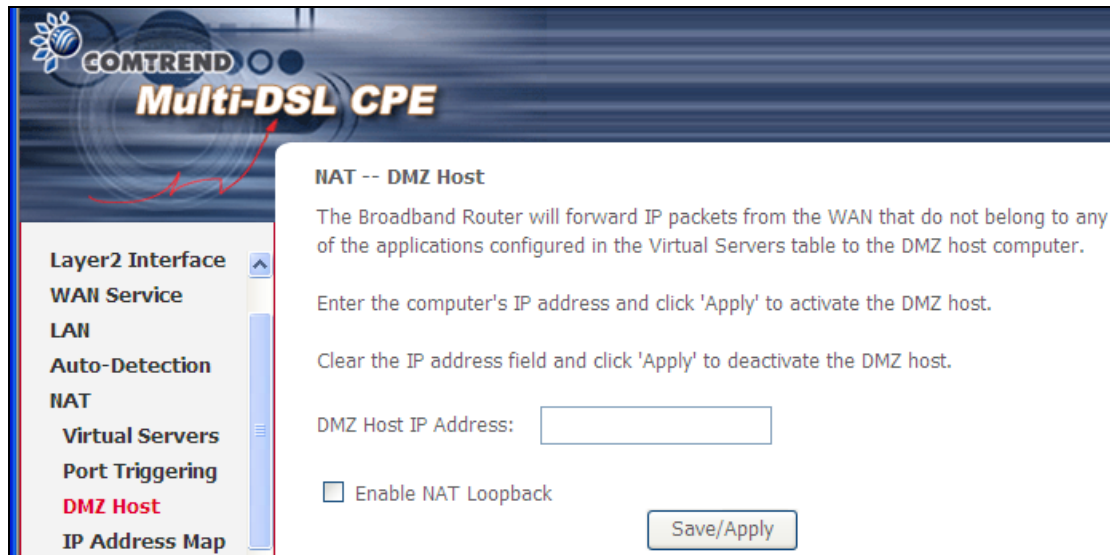 COMTREND
Multi-DSL CPE
Layer2 Interface
WAN Service
LAN
Auto-Detection
NAT
Virtual Servers
Port Triggering
DMZ Host
IP Address Map
NAT -- DMZ Host
The Broadband Router will forward IP packets from the WAN that do not belong to any
of the applications configured in the Virtual Servers table to the DMZ host computer.
Enter the computer's IP address and click 'Apply' to activate the DMZ host.
Clear the IP address field and click 'Apply' to deactivate the DMZ host.
DMZ Host IP Address:
Enable NAT Loopback
Save/Apply